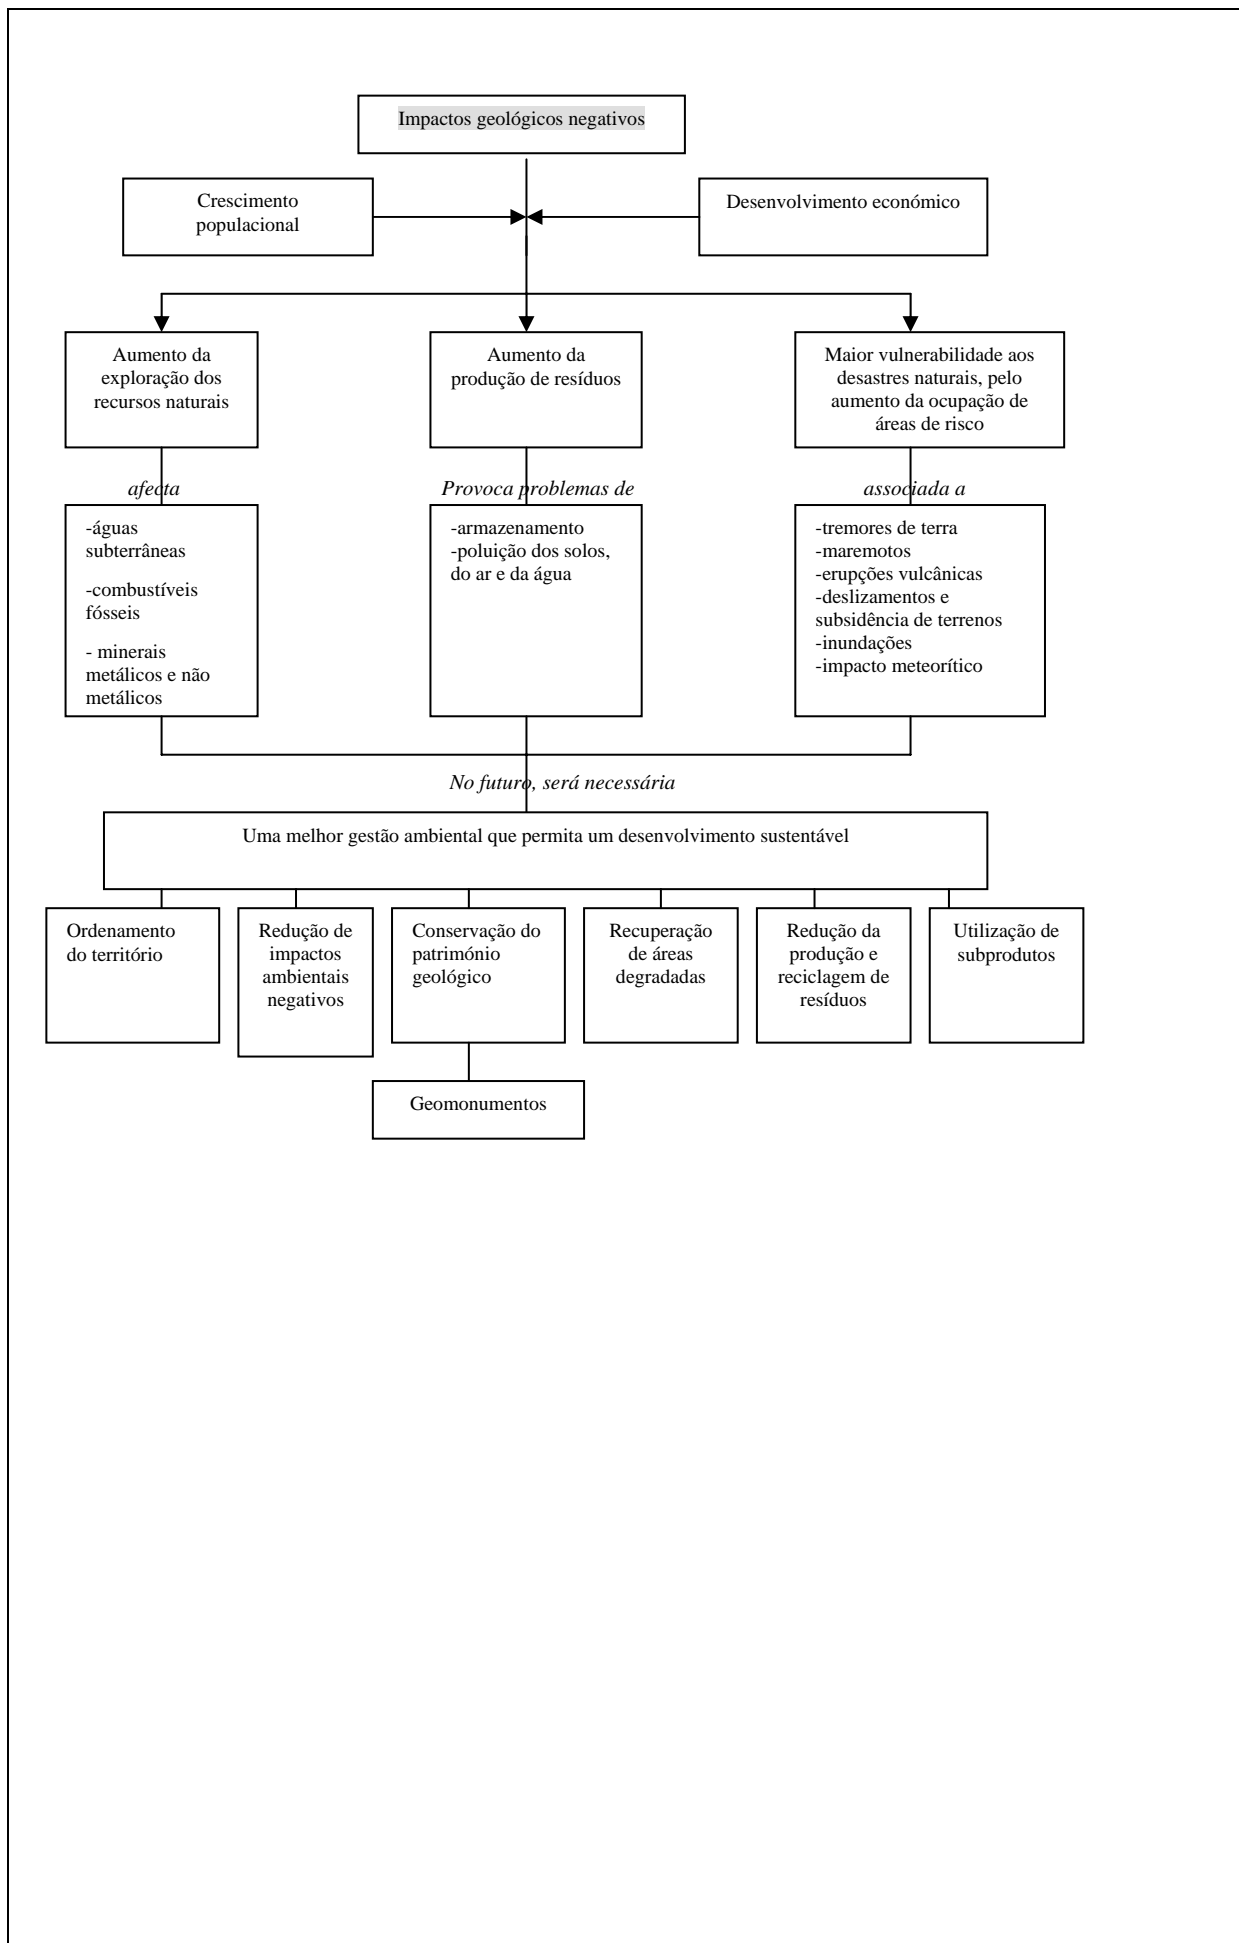 Impactos geológicos negativos
Crescimento
populacional
Desenvolvimento económico
Aumento da
exploração dos
recursos naturais
Aumento da
produção de resíduos
Maior vulnerabilidade aos
desastres naturais, pelo
aumento da ocupação de
áreas de risco
afecta
Provoca problemas de
associada a
-águas
subterrâneas
-combustíveis
fósseis
- minerais
metálicos e não
metálicos
-armazenamento
-poluição dos solos,
do ar e da água
-tremores de terra
-maremotos
-erupções vulcânicas
-deslizamentos e
subsidência de terrenos
-inundações
-impacto meteorítico
No futuro, será necessária
Uma melhor gestão ambiental que permita um desenvolvimento sustentável
Ordenamento
do território
Redução de
impactos
ambientais
negativos
Conservação do
património
geológico
Recuperação
de áreas
degradadas
Redução da
produção e
reciclagem de
resíduos
Utilização de
subprodutos
Geomonumentos